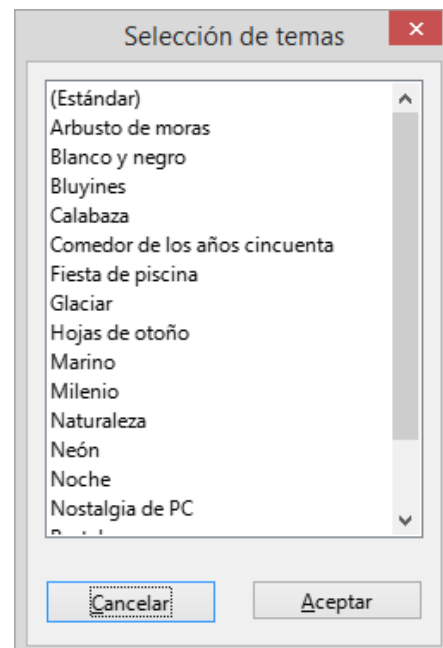 Selección de temas
(Estándar)
Arbusto de moras
Blanco y negro
Bluyines
Calabaza
Comedor de los años cincuenta
Fiesta de piscina
Glaciar
Hojas de otoño
Marino
Milenio
Naturaleza
Neón
Noche
Nostalgia de PC
Cancelar
Aceptar